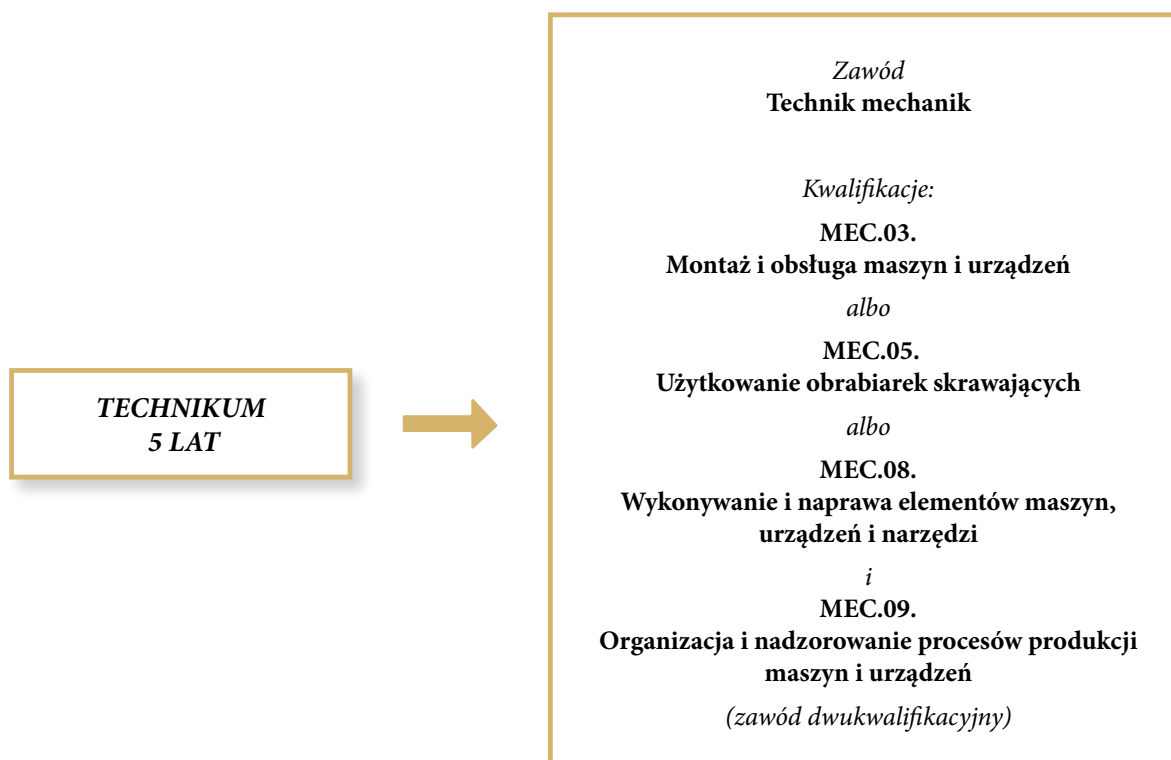 TECHNIKUM
5 LAT
Zawód
Technik mechanik
Kwalifikacje:
MEC.03.
Montaż i obsługa maszyn i urządzeń
albo
MEC.05.
Użytkowanie obrabiarek skrawających
albo
MEC.08.
Wykonywanie i naprawa elementów maszyn,
urządzeń i narzędzi
i
MEC.09.
Organizacja i nadzorowanie procesów produkcji
maszyn i urządzeń
(zawód dwukwalifikacyjny)